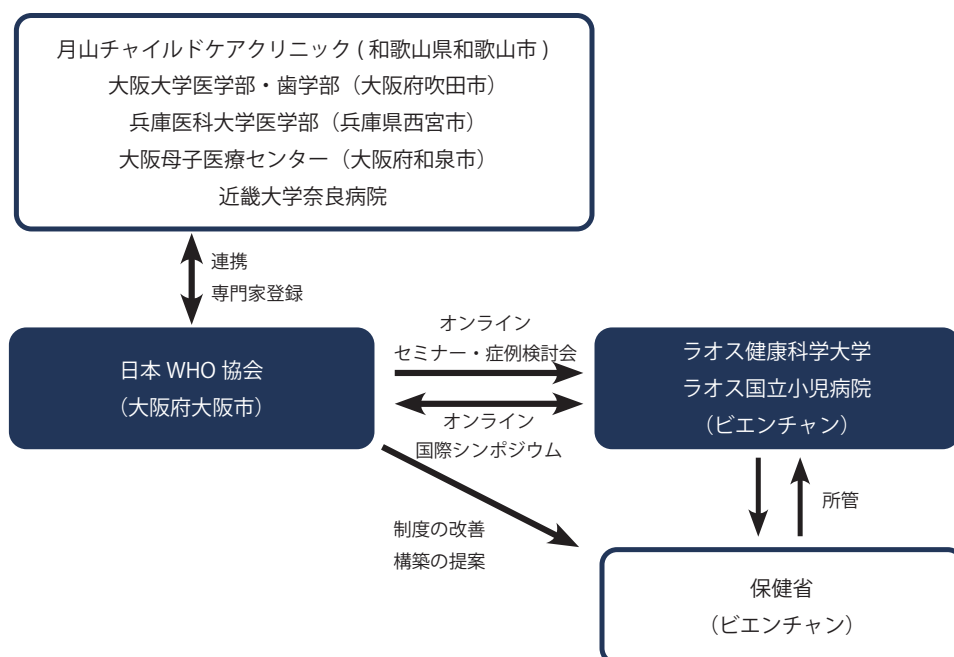 月山チャイルドケアクリニック ( 和歌山県和歌山市 )
大阪大学医学部・歯学部（大阪府吹田市）
兵庫医科大学医学部（兵庫県西宮市）
大阪母子医療センター（大阪府和泉市）
近畿大学奈良病院
連携
専門家登録
日本 WHO 協会
（大阪府大阪市）
オンライン
セミナー・症例検討会
オンライン
国際シンポジウム
ラオス健康科学大学
ラオス国立小児病院
（ビエンチャン）
所管
制度の改善
構築の提案
保健省
（ビエンチャン）